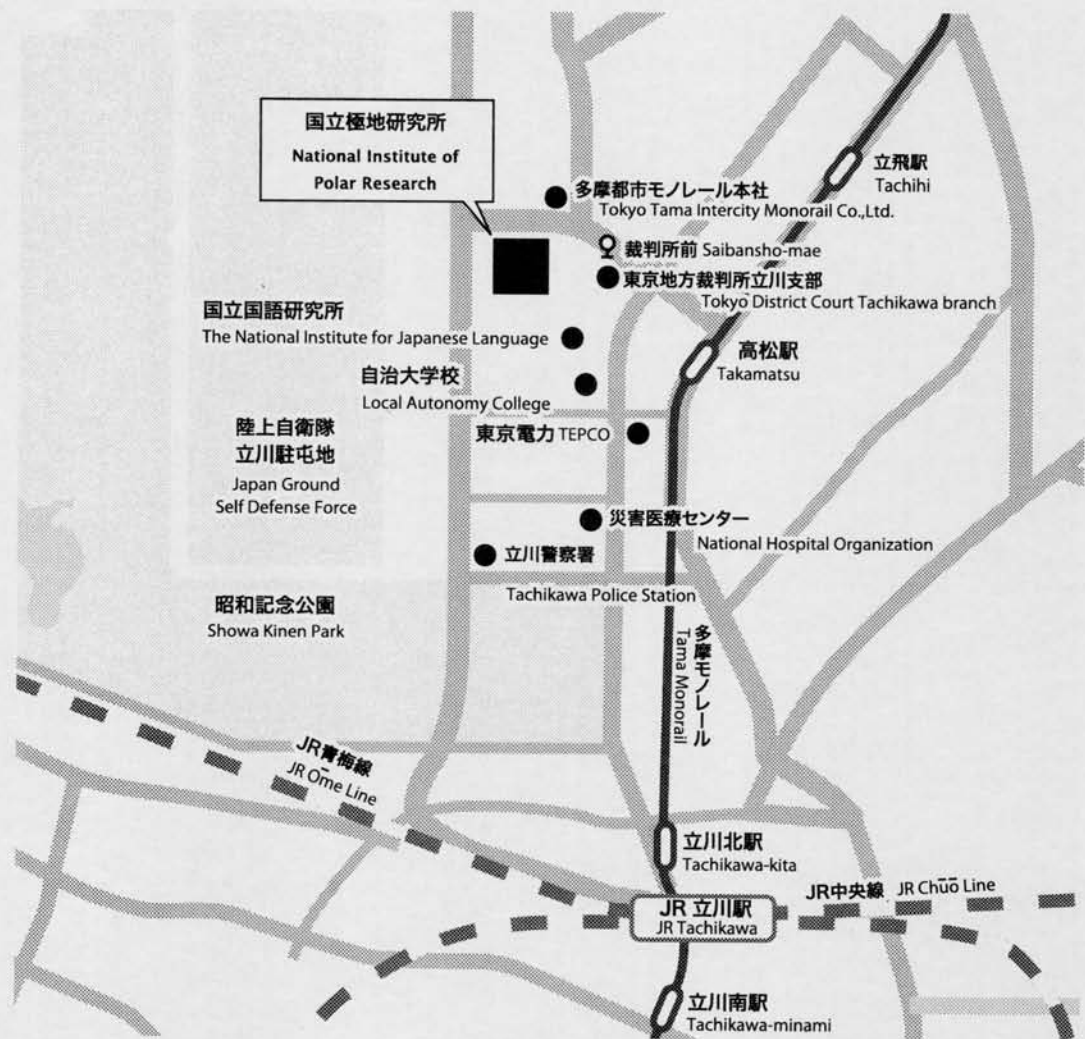 国立極地研究所
National Institute of
Polar Research
立飛駅
Tachihi
多摩都市モノレール本社
Tokyo Tama Intercity Monorail Co.,Ltd.
裁判所前 Saibansho-mae
東京地方裁判所立川支部
Tokyo District Court Tachikawa branch
国立国語研究所
The National Institute for Japanese Language
高松駅
Takamatsu
自治大学校
Local Autonomy College
東京電力 TEPCO
陸上自衛隊
立川駐屯地
Japan Ground
Self Defense Force
災害医療センター
National Hospital Organization
立川警察署
Tachikawa Police Station
昭和記念公園
Showa Kinen Park
多摩モノレール
Tama Monorail
JR青梅線
JR Ōme Line
立川北駅
Tachikawa-kita
JR中央線 JR Chūō Line
JR 立川駅
JR Tachikawa
立川南駅
Tachikawa-minami